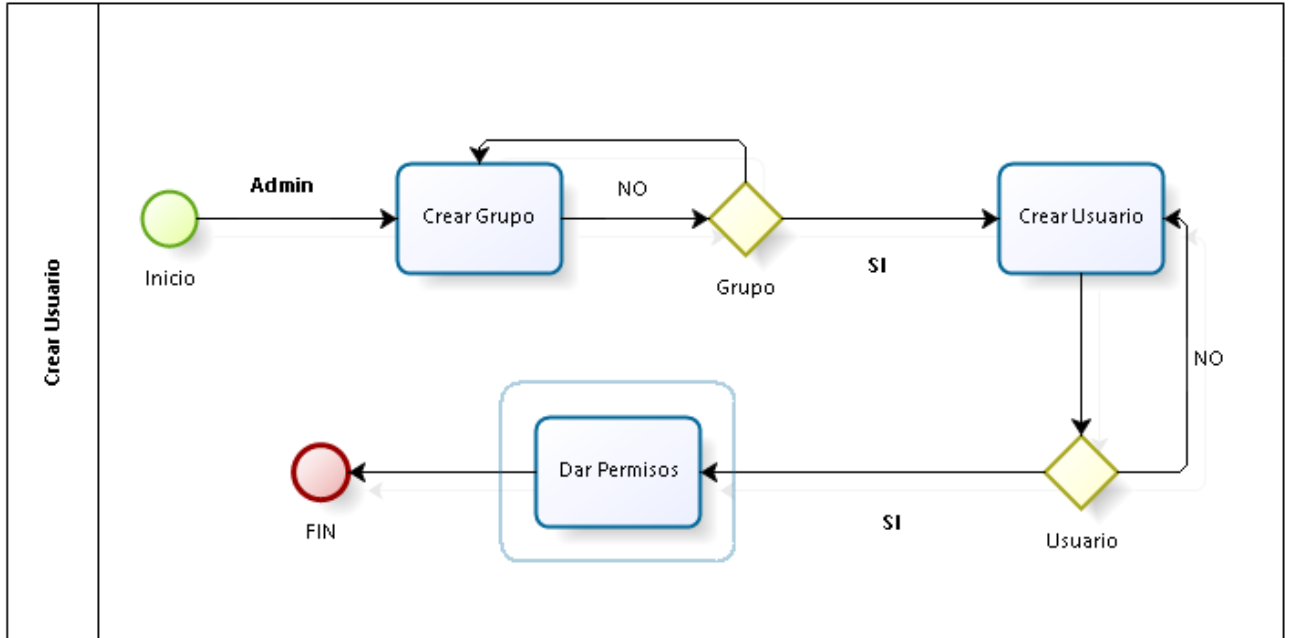 Crear Usuario
Admin
Inicio
Crear Grupo
NO
Grupo
SI
Crear Usuario
NO
Usuario
SI
Dar Permisos
FIN